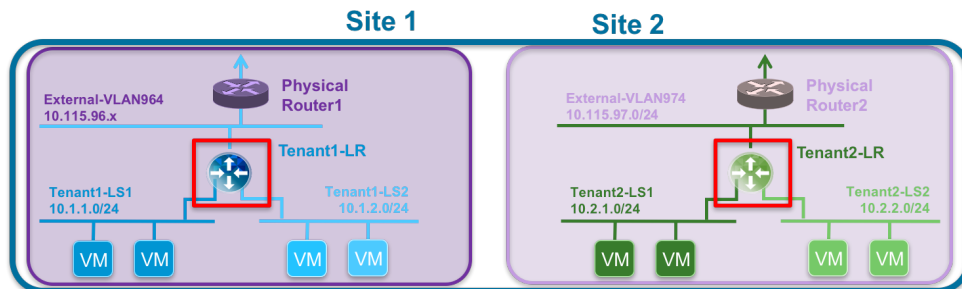 Site 1
Site 2
Physical
Router1
External-VLAN964
10.115.96.x
Tenant1-LR
Tenant1-LS1
10.1.1.0/24
Tenant1-LS2
10.1.2.0/24
VM
VM
VM
VM
Physical
Router2
External-VLAN974
10.115.97.0/24
Tenant2-LR
Tenant2-LS1
10.2.1.0/24
Tenant2-LS2
10.2.2.0/24
VM
VM
VM
VM